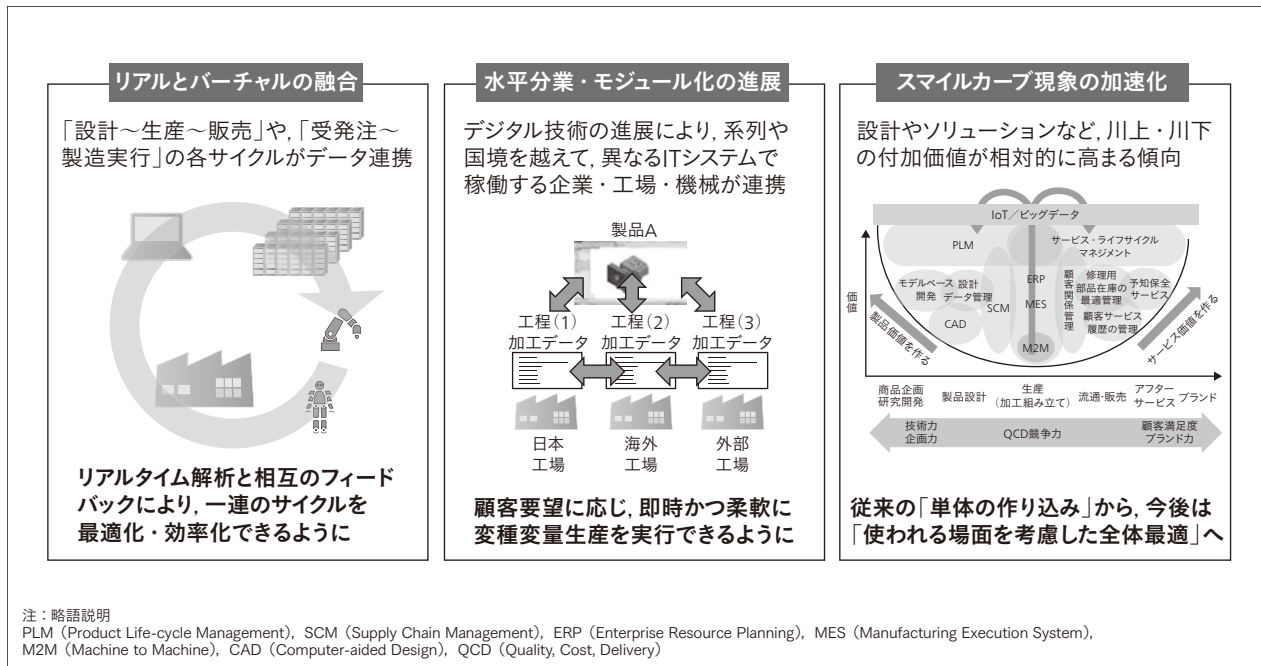 リアルとバーチャルの融合
「設計～生産～販売」や，「受発注～
製造実行」の各サイクルがデータ連携
リアルタイム解析と相互のフィード
バックにより，一連のサイクルを
最適化・効率化できるように
水平分業・モジュール化の進展
デジタル技術の進展により，系列や
国境を越えて，異なるITシステムで
稼働する企業・工場・機械が連携
製品A
工程（1）
加工データ
工程（2）
加工データ
工程（3）
加工データ
日本
工場
海外
工場
外部
工場
顧客要望に応じ，即時かつ柔軟に
変種変量生産を実行できるように
スマイルカーブ現象の加速化
設計やソリューションなど，川上・川下
の付加価値が相対的に高まる傾向
IoT／ビッグデータ
PLM
サービス・ライフサイクル
マネジメント
価値
モデルベース
開発
設計
データ管理
CAD
SCM
ERP
MES
M2M
顧客関係管理
修理用
部品在庫の
最適管理
顧客サービス
履歴の管理
予知保全
サービス
製品価値を作る
サービス価値を作る
商品企画
研究開発
製品設計
生産
（加工組み立て）
流通・販売
アフター
サービス
ブランド
技術力
企画力
QCD競争力
顧客満足度
ブランド力
従来の「単体の作り込み」から，今後は
「使われる場面を考慮した全体最適」へ
注：略語説明
PLM（Product Life-cycle Management），SCM（Supply Chain Management），ERP（Enterprise Resource Planning），MES（Manufacturing Execution System），
M2M（Machine to Machine），CAD（Computer-aided Design），QCD（Quality, Cost, Delivery）